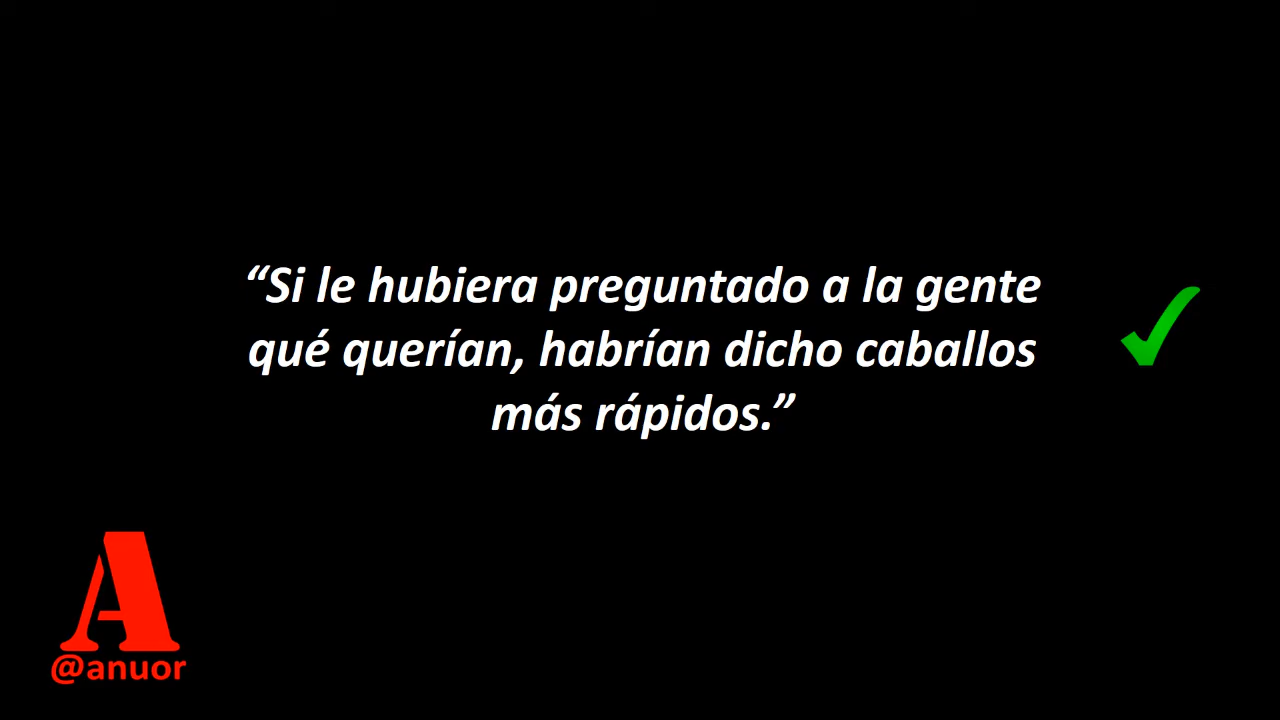 “Si le hubiera preguntado a la gente
qué querían, habrían dicho caballos
más rápidos.”
A
@anuor